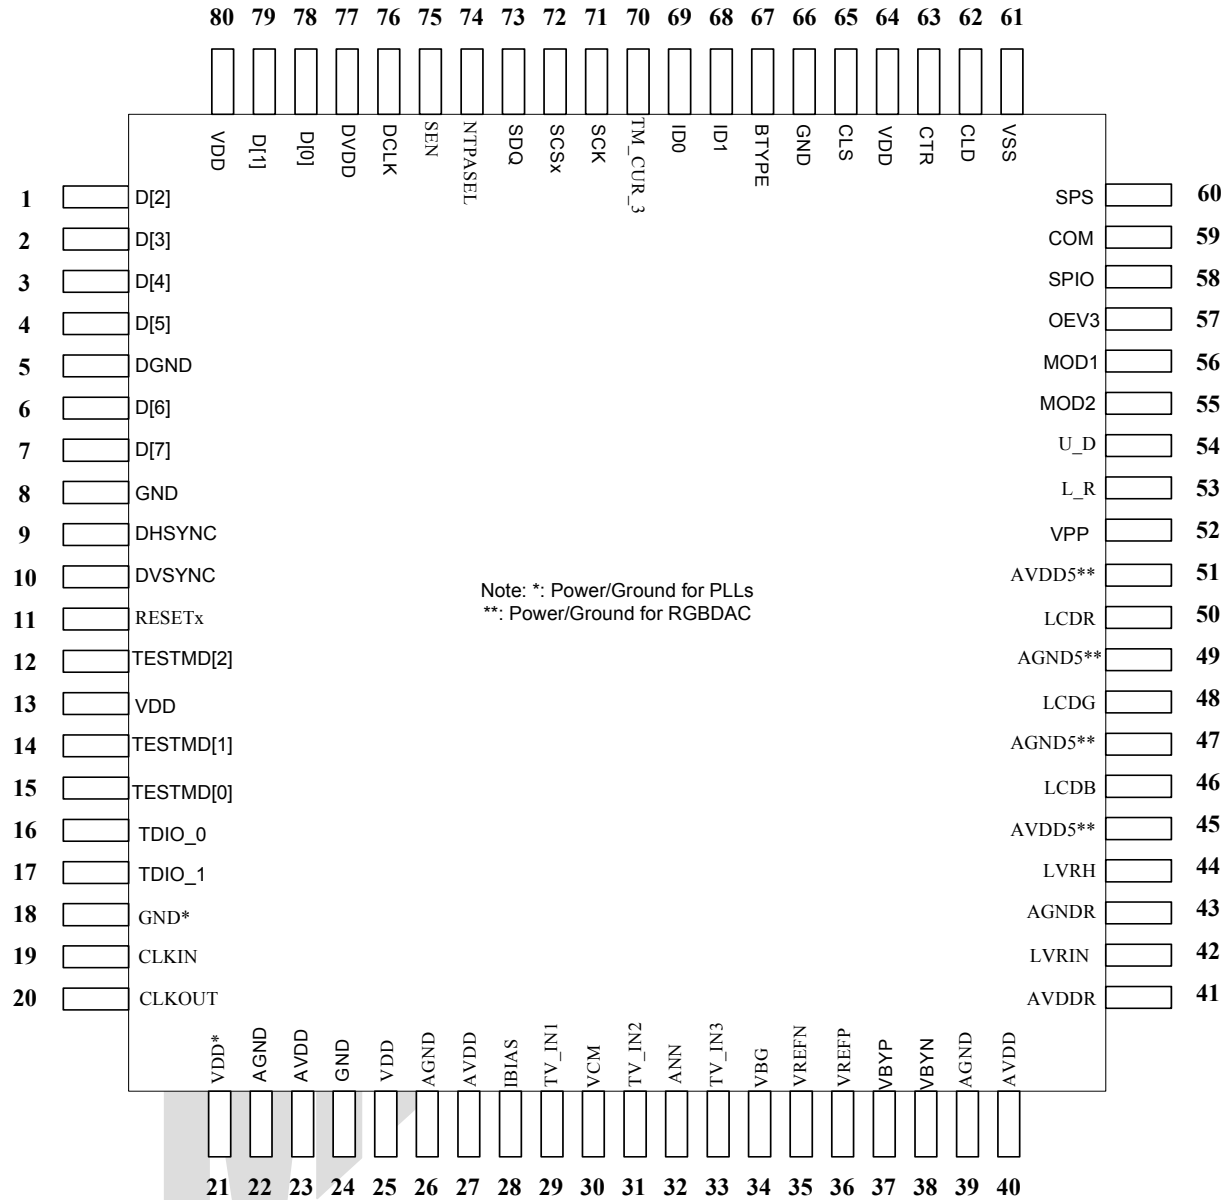 80 79 78 77 76 75 74 73 72 71 70 69 68 67 66 65 64 63 62 61
VDD D[1] D[0] DVDD DCLK SEN NTPASEL SDQ SCSx SCK TM_CUR_3 ID0 ID1 BTYPE GND CLS VDD CTR CLD VSS
1 D[2] SPS 60
2 D[3] COM 59
3 D[4] SPIO 58
4 D[5] OEV3 57
5 DGND MOD1 56
6 D[6] MOD2 55
7 D[7] U_D 54
8 GND L_R 53
9 DHSYNC VPP 52
10 DVSYNC AVDD5** 51
Note: *: Power/Ground for PLLs
**: Power/Ground for RGBDAC
11 RESETx LCDR 50
12 TESTMD[2] AGND5** 49
13 VDD LCDG 48
14 TESTMD[1] AGND5** 47
15 TESTMD[0] LCDB 46
16 TDIO_0 AVDD5** 45
17 TDIO_1 LVRH 44
18 GND* AGNDR 43
19 CLKIN LVRIN 42
20 CLKOUT AVDDR 41
VDD* AGND AVDD GND VDD AGND AVDD IBIAS TV_IN1 VCM TV_IN2 ANN TV_IN3 VBG VREFN VREFP VBYP VBYN AGND AVDD
21 22 23 24 25 26 27 28 29 30 31 32 33 34 35 36 37 38 39 40